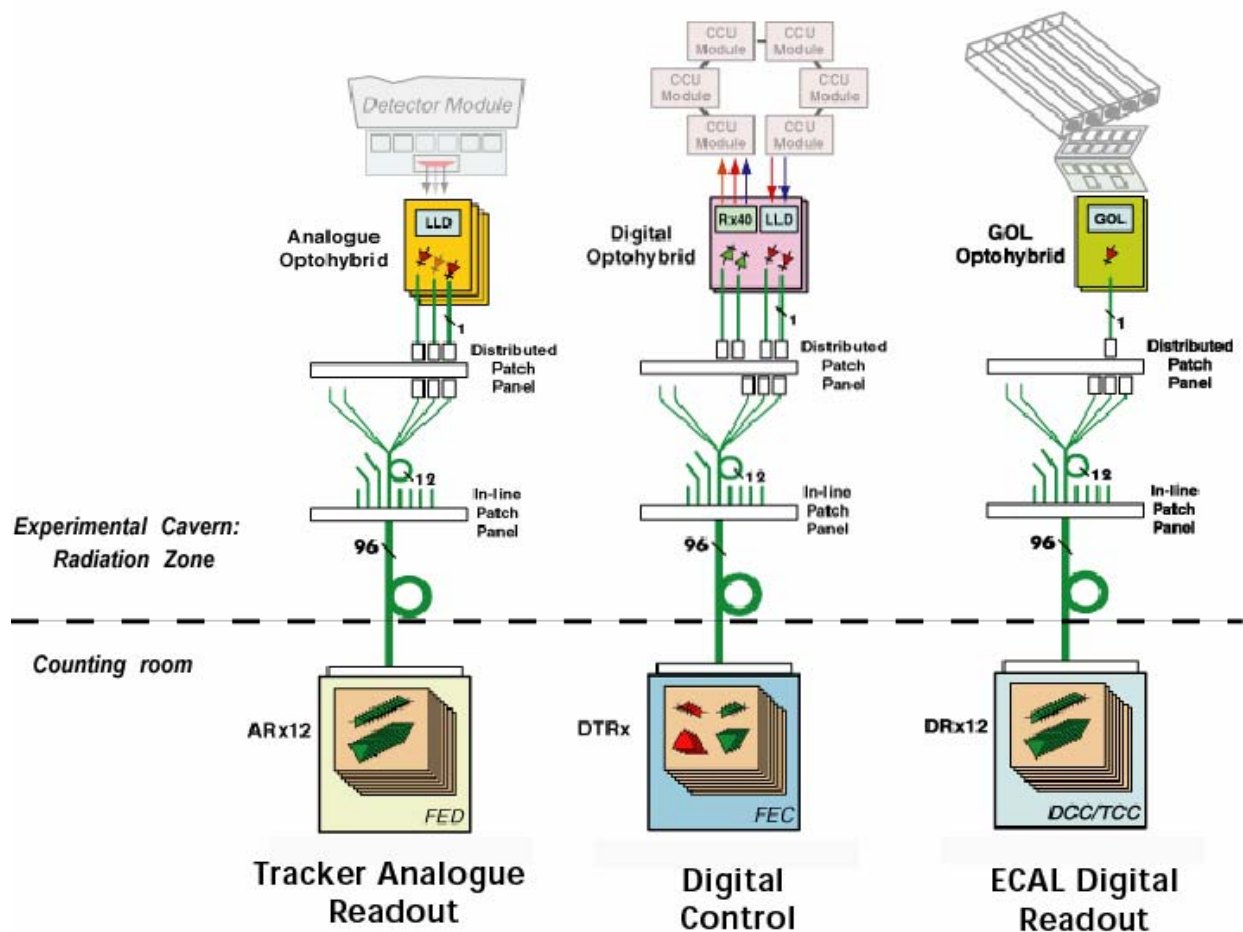 CCU
Module
CCU
Module
CCU
Module
CCU
Module
CCU
Module
CCU
Module
Detector Module
LLD
Analogue
Optohybrid
1
Distributed
Patch
Panel
12
In-line
Patch
Panel
96
Rx40
LLD
Digital
Optohybrid
1
Distributed
Patch
Panel
12
In-line
Patch
Panel
96
GOL
GOL
Optohybrid
1
Distributed
Patch
Panel
12
In-line
Patch
Panel
96
Experimental Cavern:
Radiation Zone
Counting room
ARx12
FED
DTRx
FEC
DRx12
DCC/TCC
Tracker Analogue
Readout
Digital
Control
ECAL Digital
Readout